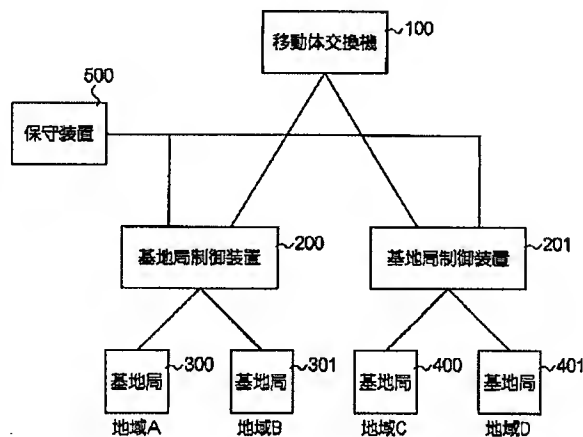 100
移動体交換機
500
保守装置
200
基地局制御装置
201
基地局制御装置
300
基地局
301
基地局
400
基地局
401
基地局
地域A
地域B
地域C
地域D